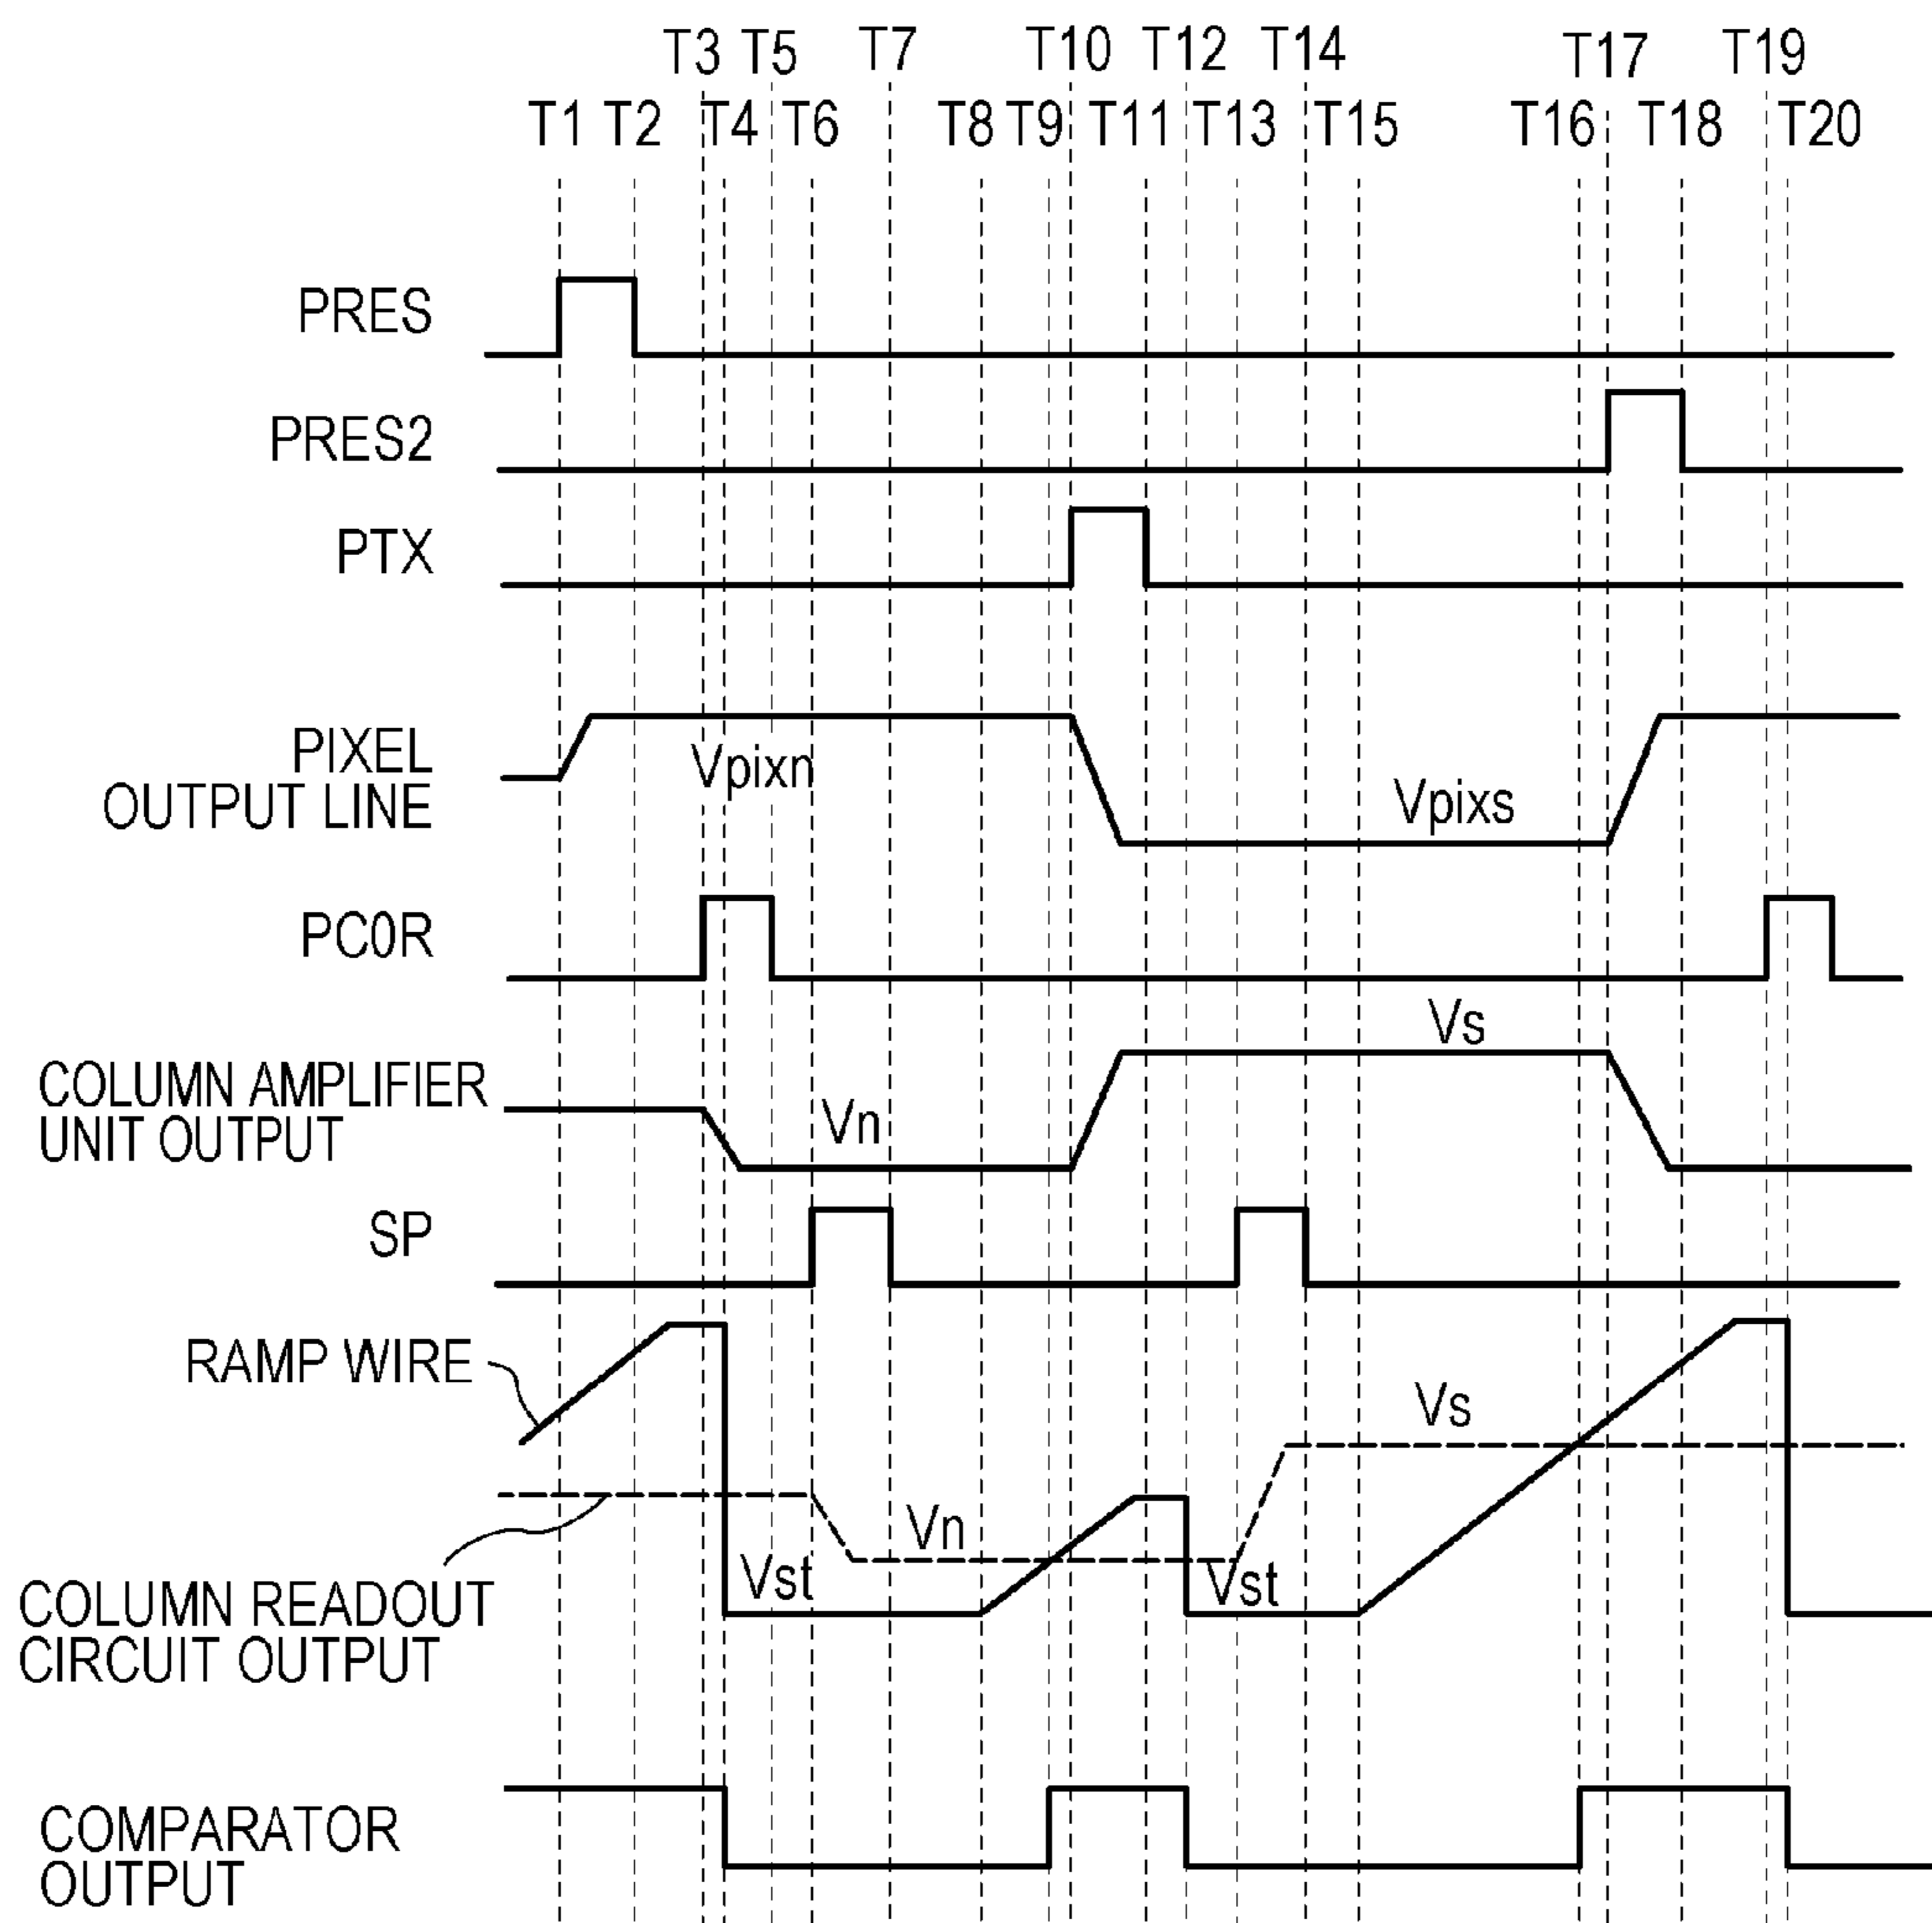 T3 T5 T7 T10 T12 T14 T17 T19
T1 T2 T4 T6 T8 T9 T11 T13 T15 T16 T18 T20
PRES
PRES2
PTX
PIXEL
OUTPUT LINE
Vpixn
Vpixs
PC0R
Vs
COLUMN AMPLIFIER
UNIT OUTPUT
Vn
SP
RAMP WIRE
Vs
Vn
Vst
Vst
COLUMN READOUT
CIRCUIT OUTPUT
COMPARATOR
OUTPUT